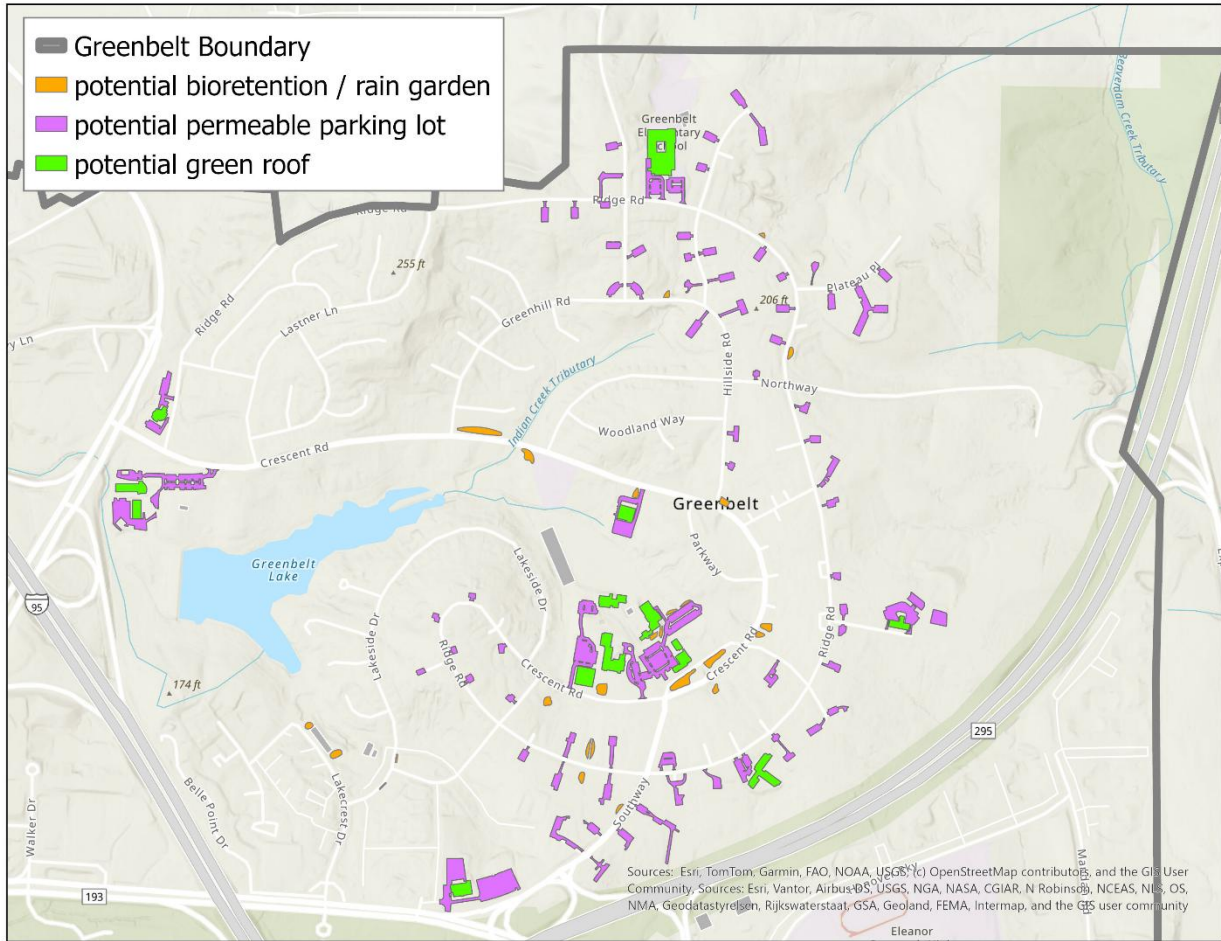 Greenbelt Boundary
potential bioretention / rain garden
potential permeable parking lot
potential green roof
Beaverdam Creek Tributary
Greenbelt
Elementary
School
Ridge Rd
Ridge Rd
255 ft
Plateau Pl
Ridge Rd
Lastner Ln
Greenhill Rd
206 ft
Ln
Hillside Rd
Northway
Indian Creek Tributary
Woodland Way
Crescent Rd
Greenbelt
Parkway
Greenbelt
Lake
Lakeside Dr
95
Lakeside Dr
Ridge Rd
Ridge Rd
Crescent Rd
Crescent Rd
174 ft
295
Belle Point Dr
Lakecrest Dr
Southway
Walker Dr
193
Sources: Esri, TomTom, Garmin, FAO, NOAA, USGS, (c) OpenStreetMap contributors, and the GIS User
Community, Sources: Esri, Vantor, Airbus DS, USGS, NGA, NASA, CGIAR, N Robinson, NCEAS, NLS, OS,
NMA, Geodatastyrelsen, Rijkswaterstaat, GSA, Geoland, FEMA, Intermap, and the GIS user community
Eleanor